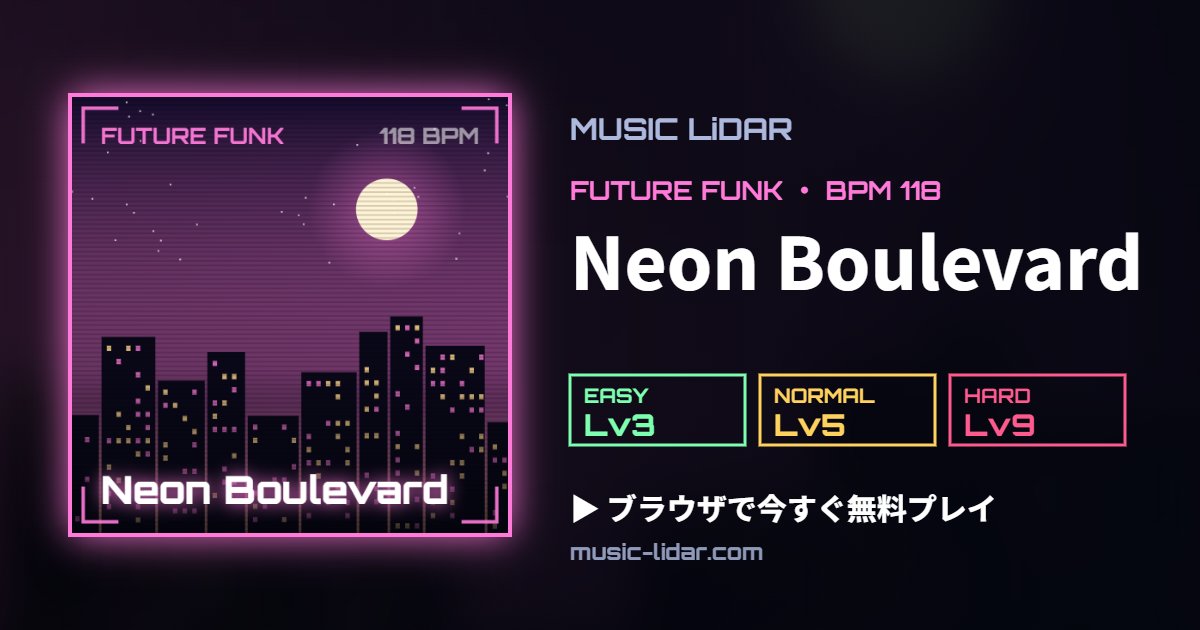 FUTURE FUNK 118 BPM
Neon Boulevard
MUSIC LiDAR
FUTURE FUNK • BPM 118
Neon Boulevard
EASY NORMAL HARD
Lv3 Lv5 Lv9
▶ ブラウザで今すぐ無料プレイ
music-lidar.com